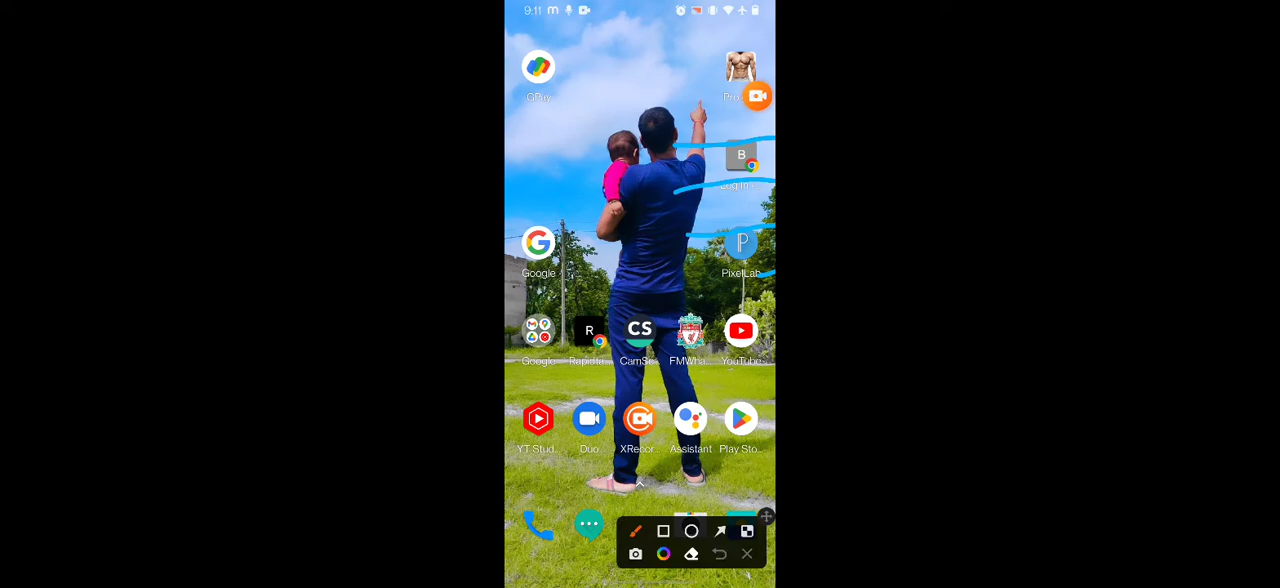 9:11
GPay
Pro
B
Log In
P
Google
PixelLab
R
CS
Google
Rapidte...
CamSc...
FMWha...
YouTube
YT Stud...
Duo
XRecor...
Assistant
Play Sto...